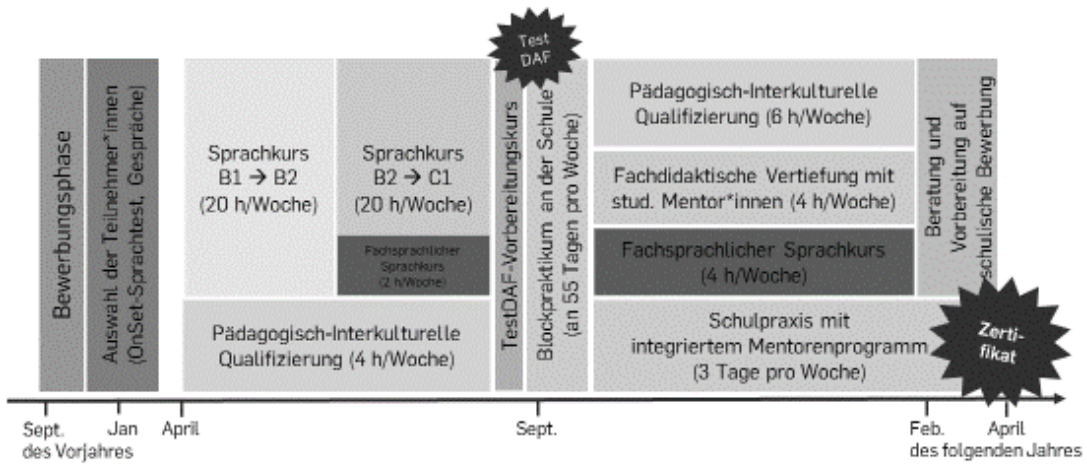 Bewerbungsphase
Auswahl der Teilnehmer*innen
(OnSet-Sprachtest, Gespräche)
Sprachkurs
B1 → B2
(20 h/Woche)
Sprachkurs
B2 → C1
(20 h/Woche)
Fachsprachlicher
Sprachkurs
(2 h/Woche)
Pädagogisch-Interkulturelle
Qualifizierung (4 h/Woche)
TestDAF-Vorbereitungskurs
Test
DAF
Blockpraktikum an der Schule
(an 55 Tagen pro Woche)
Pädagogisch-Interkulturelle
Qualifizierung (6 h/Woche)
Fachdidaktische Vertiefung mit
stud. Mentor*innen (4 h/Woche)
Fachsprachlicher Sprachkurs
(4 h/Woche)
Schulpraxis mit
integriertem Mentorenprogramm
(3 Tage pro Woche)
Beratung und
Vorbereitung auf
schulische Bewerbung
Zerti-
fikat
Sept.
des Vorjahres
Jan
April
Sept.
Feb.
April
des folgenden Jahres